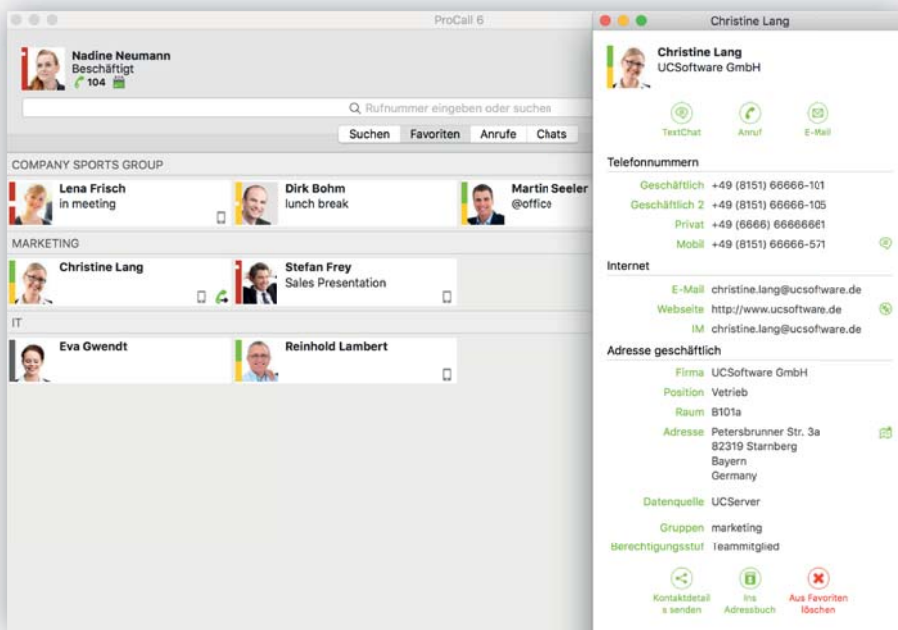 ProCall 6
Nadine Neumann
Beschäftigt
104
Rufnummer eingeben oder suchen
Suchen Favoriten Anrufe Chats
COMPANY SPORTS GROUP
Lena Frisch
in meeting
Dirk Bohm
lunch break
Martin Seeler
@office
MARKETING
Christine Lang
Stefan Frey
Sales Presentation
IT
Eva Gwendt
Reinhold Lambert
Christine Lang
Christine Lang
UCSoftware GmbH
TextChat Anruf E-Mail
Telefonnummern
Geschäftlich +49 (8151) 66666-101
Geschäftlich 2 +49 (8151) 66666-105
Privat +49 (6666) 66666661
Mobil +49 (8151) 66666-571
Internet
E-Mail christine.lang@ucsoftware.de
Webseite http://www.ucsoftware.de
IM christine.lang@ucsoftware.de
Adresse geschäftlich
Firma UCSoftware GmbH
Position Vetrieb
Raum B101a
Adresse Petersbrunner Str. 3a
82319 Starnberg
Bayern
Germany
Datenquelle UCServer
Gruppen marketing
Berechtigungsstuf Teammitglied
Kontaktdetail
s senden
Ins
Adressbuch
Aus Favoriten
löschen